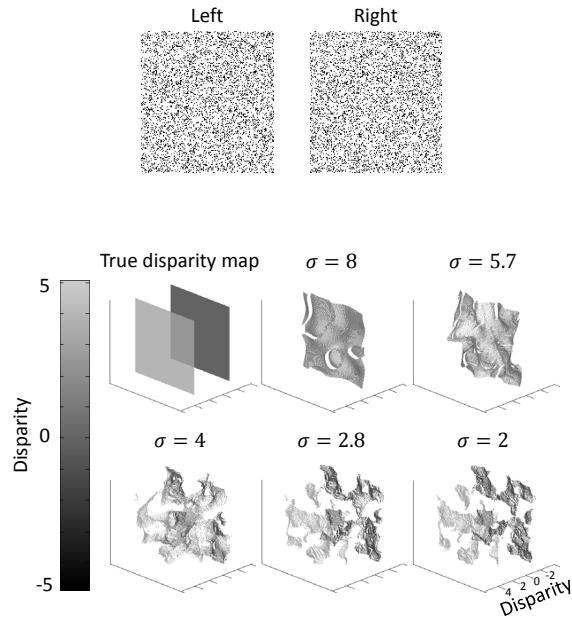 Left Right
True disparity map σ = 8 σ = 5.7
5
0
-5
Disparity
σ = 4 σ = 2.8 σ = 2
4 2 0 -2
Disparity